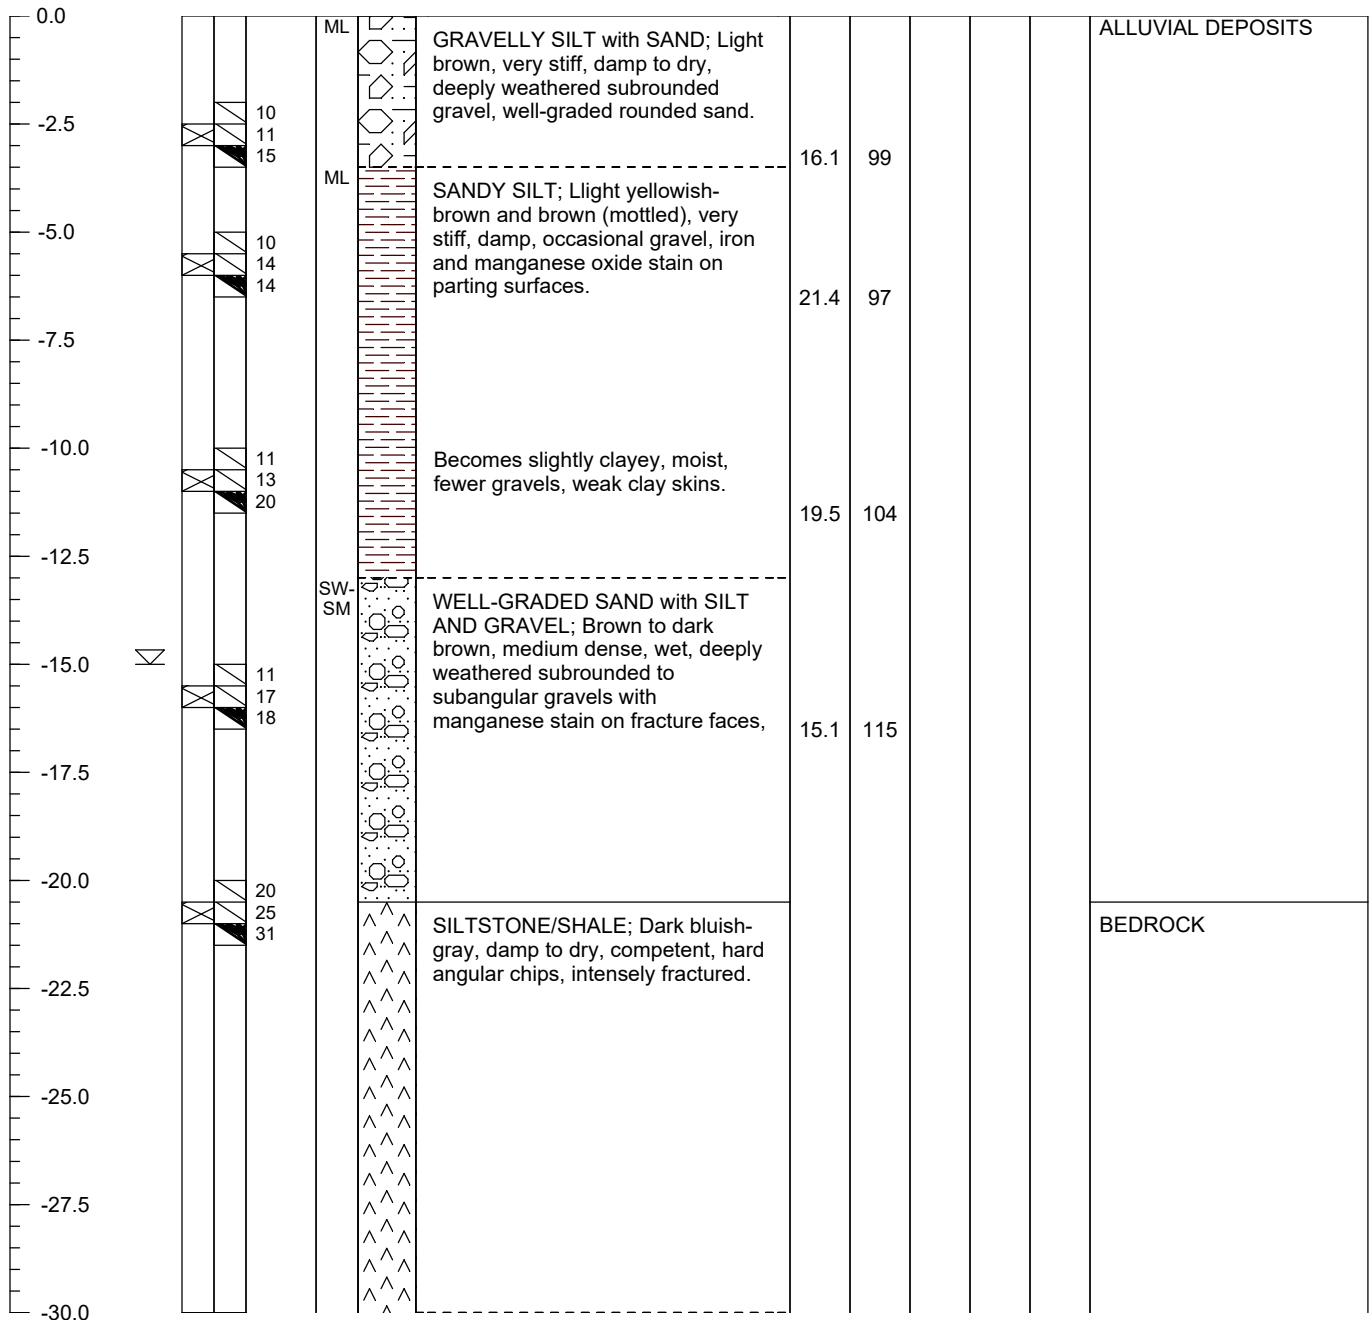 0.0
ML
GRAVELLY SILT with SAND; Light
brown, very stiff, damp to dry,
deeply weathered subrounded
gravel, well-graded rounded sand.
ALLUVIAL DEPOSITS
10
-2.5
11
15
16.1 99
ML
SANDY SILT; Llight yellowish-
brown and brown (mottled), very
stiff, damp, occasional gravel, iron
and manganese oxide stain on
parting surfaces.
-5.0
10
14
14
21.4 97
-7.5
-10.0
11
13
20
Becomes slightly clayey, moist,
fewer gravels, weak clay skins.
19.5 104
-12.5
SW-
SM
WELL-GRADED SAND with SILT
AND GRAVEL; Brown to dark
brown, medium dense, wet, deeply
weathered subrounded to
subangular gravels with
manganese stain on fracture faces,
-15.0
11
17
18
15.1 115
-17.5
-20.0
20
25
31
SILTSTONE/SHALE; Dark bluish-
gray, damp to dry, competent, hard
angular chips, intensely fractured.
BEDROCK
-22.5
-25.0
-27.5
-30.0